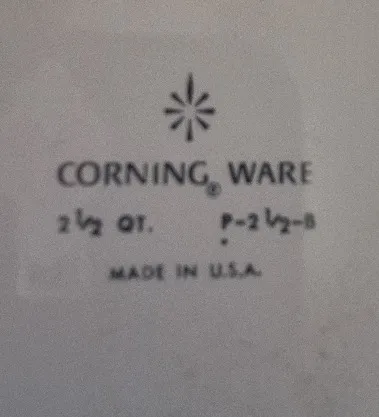 CORNING® WARE
2 1/2 QT. P-2 1/2-B
MADE IN U.S.A.